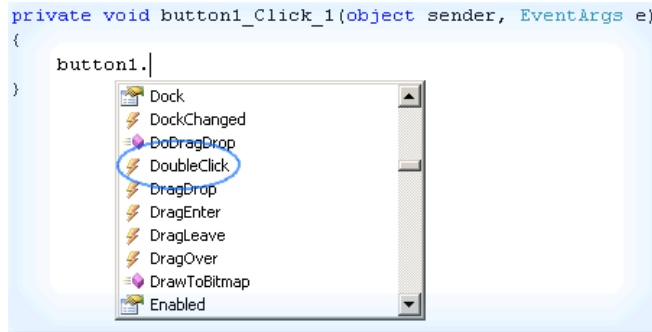 private void button1_Click_1(object sender, EventArgs e)
{
button1.
}
Dock
DockChanged
DoDragDrop
DoubleClick
DragDrop
DragEnter
DragLeave
DragOver
DrawToBitmap
Enabled